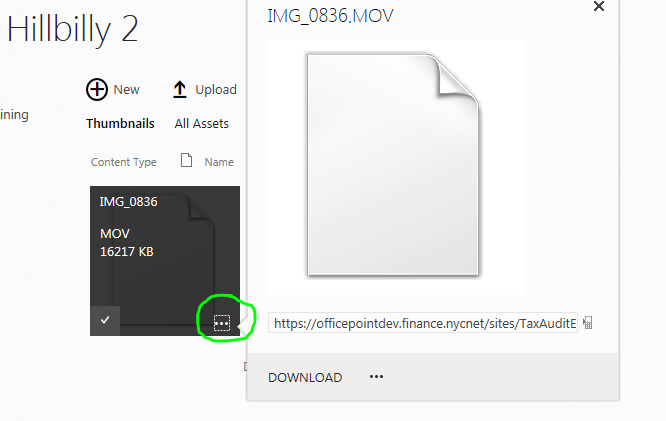 Hillbilly 2
ining
New
Upload
Thumbnails
All Assets
Content Type
Name
IMG_0836
MOV
16217 KB
IMG_0836.MOV
https://officepointdev.finance.nycnet/sites/TaxAuditE
DOWNLOAD